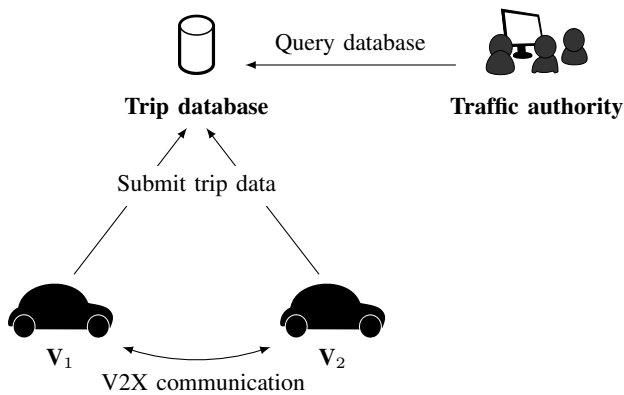 Query database
Trip database
Traffic authority
Submit trip data
V₁
V₂
V2X communication